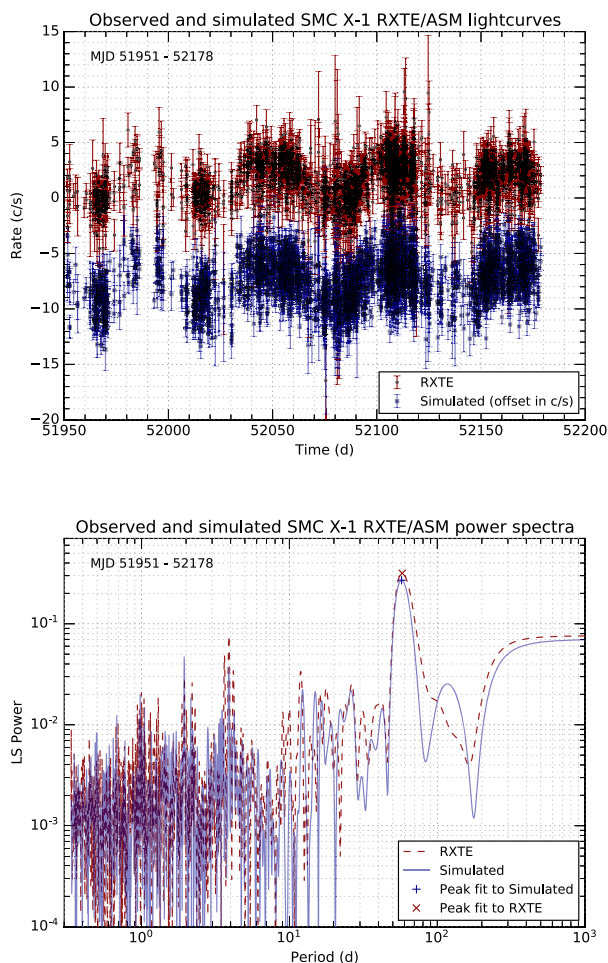 Observed and simulated SMC X-1 RXTE/ASM lightcurves
MJD 51951 - 52178
15
10
5
0
−5
−10
−15
−20
Rate (c/s)
RXTE
Simulated (offset in c/s)
51950 52000 52050 52100 52150 52200
Time (d)
Observed and simulated SMC X-1 RXTE/ASM power spectra
MJD 51951 - 52178
10⁻¹
10⁻²
10⁻³
10⁻⁴
LS Power
RXTE
Simulated
Peak fit to Simulated
Peak fit to RXTE
10⁰ 10¹ 10² 10³
Period (d)